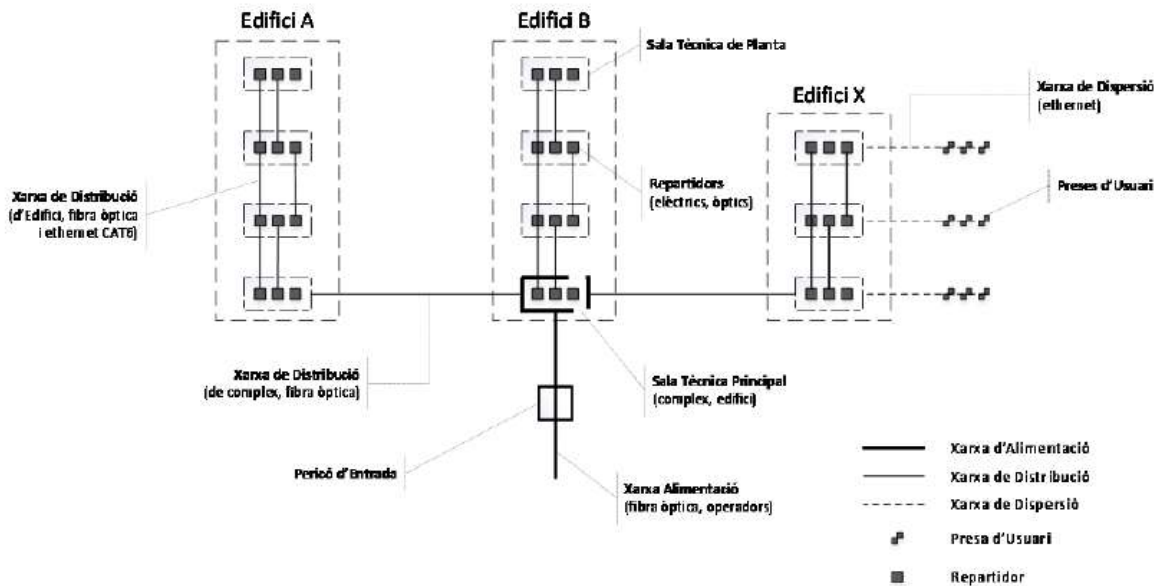 Edifici A
Edifici B
Sala Tècnica de Planta
Edifici X
Xarxa de Dispersió
(ethernet)
Xarxa de Distribució
(d'Edifici, fibra òptica
i ethernet CAT6)
Repartidors
(elèctrics, òptics)
Preses d'Usuari
Xarxa de Distribució
(de complex, fibra òptica)
Sala Tècnica Principal
(complex, edifici)
Pericó d'Entrada
Xarxa Alimentació
(fibra òptica, operadors)
Xarxa d'Alimentació
Xarxa de Distribució
Xarxa de Dispersió
Presa d'Usuari
Repartidor